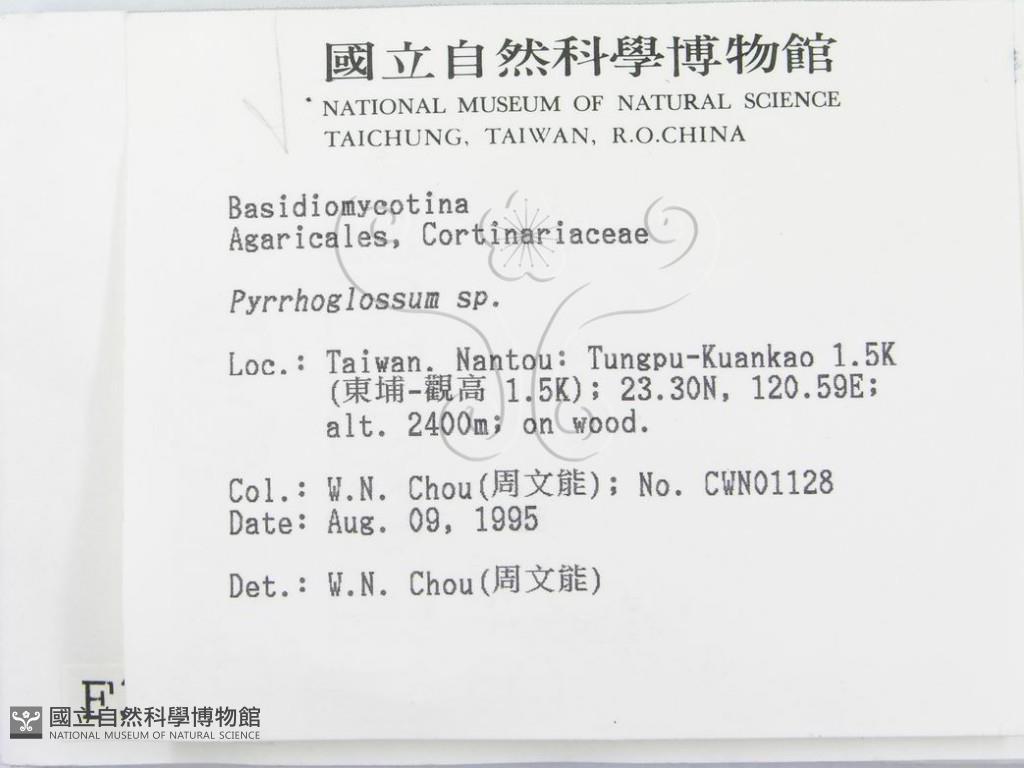 國立自然科學博物館
NATIONAL MUSEUM OF NATURAL SCIENCE
TAICHUNG, TAIWAN, R.O.CHINA
Basidiomycotina
Agaricales, Cortinariaceae
Pyrrhoglossum sp.
Loc.: Taiwan. Nantou: Tungpu-Kuankao 1.5K
(東埔-觀高 1.5K); 23.30N, 120.59E;
alt. 2400m; on wood.
Col.: W.N. Chou(周文能); No. CWN01128
Date: Aug. 09, 1995
Det.: W.N. Chou(周文能)
國立自然科學博物館
NATIONAL MUSEUM OF NATURAL SCIENCE